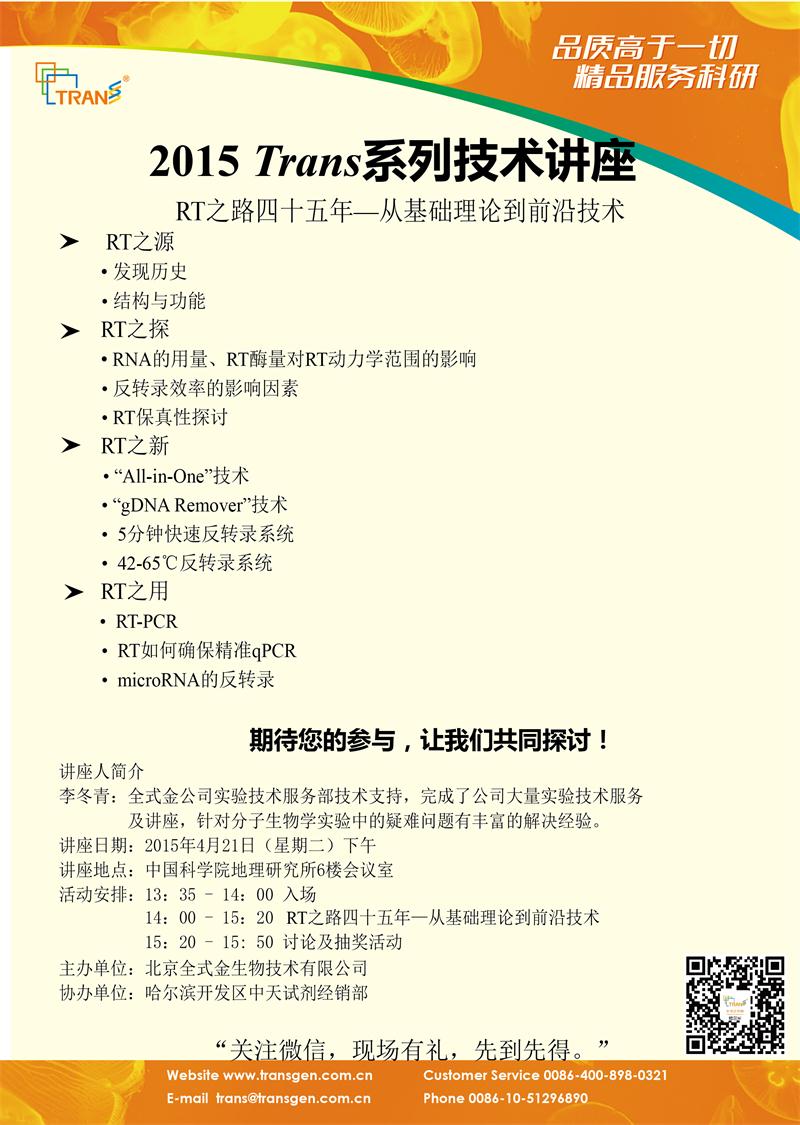 品质高于一切
精品服务科研
TRANS®
2015 Trans系列技术讲座
RT之路四十五年—从基础理论到前沿技术
➤ RT之源
• 发现历史
• 结构与功能
➤ RT之探
• RNA的用量、RT酶量对RT动力学范围的影响
• 反转录效率的影响因素
• RT保真性探讨
➤ RT之新
• “All-in-One”技术
• “gDNA Remover”技术
• 5分钟快速反转录系统
• 42-65℃反转录系统
➤ RT之用
• RT-PCR
• RT如何确保精准qPCR
• microRNA的反转录
期待您的参与，让我们共同探讨！
讲座人简介
李冬青：全式金公司实验技术服务部技术支持，完成了公司大量实验技术服务
及讲座，针对分子生物学实验中的疑难问题有丰富的解决经验。
讲座日期：2015年4月21日（星期二）下午
讲座地点：中国科学院地理研究所6楼会议室
活动安排：13：35 - 14：00 入场
14：00 - 15：20 RT之路四十五年—从基础理论到前沿技术
15：20 - 15：50 讨论及抽奖活动
主办单位：北京全式金生物技术有限公司
协办单位：哈尔滨开发区中天试剂经销部
TRANS
“关注微信，现场有礼，先到先得。”
Website www.transgen.com.cn Customer Service 0086-400-898-0321
E-mail trans@transgen.com.cn Phone 0086-10-51296890